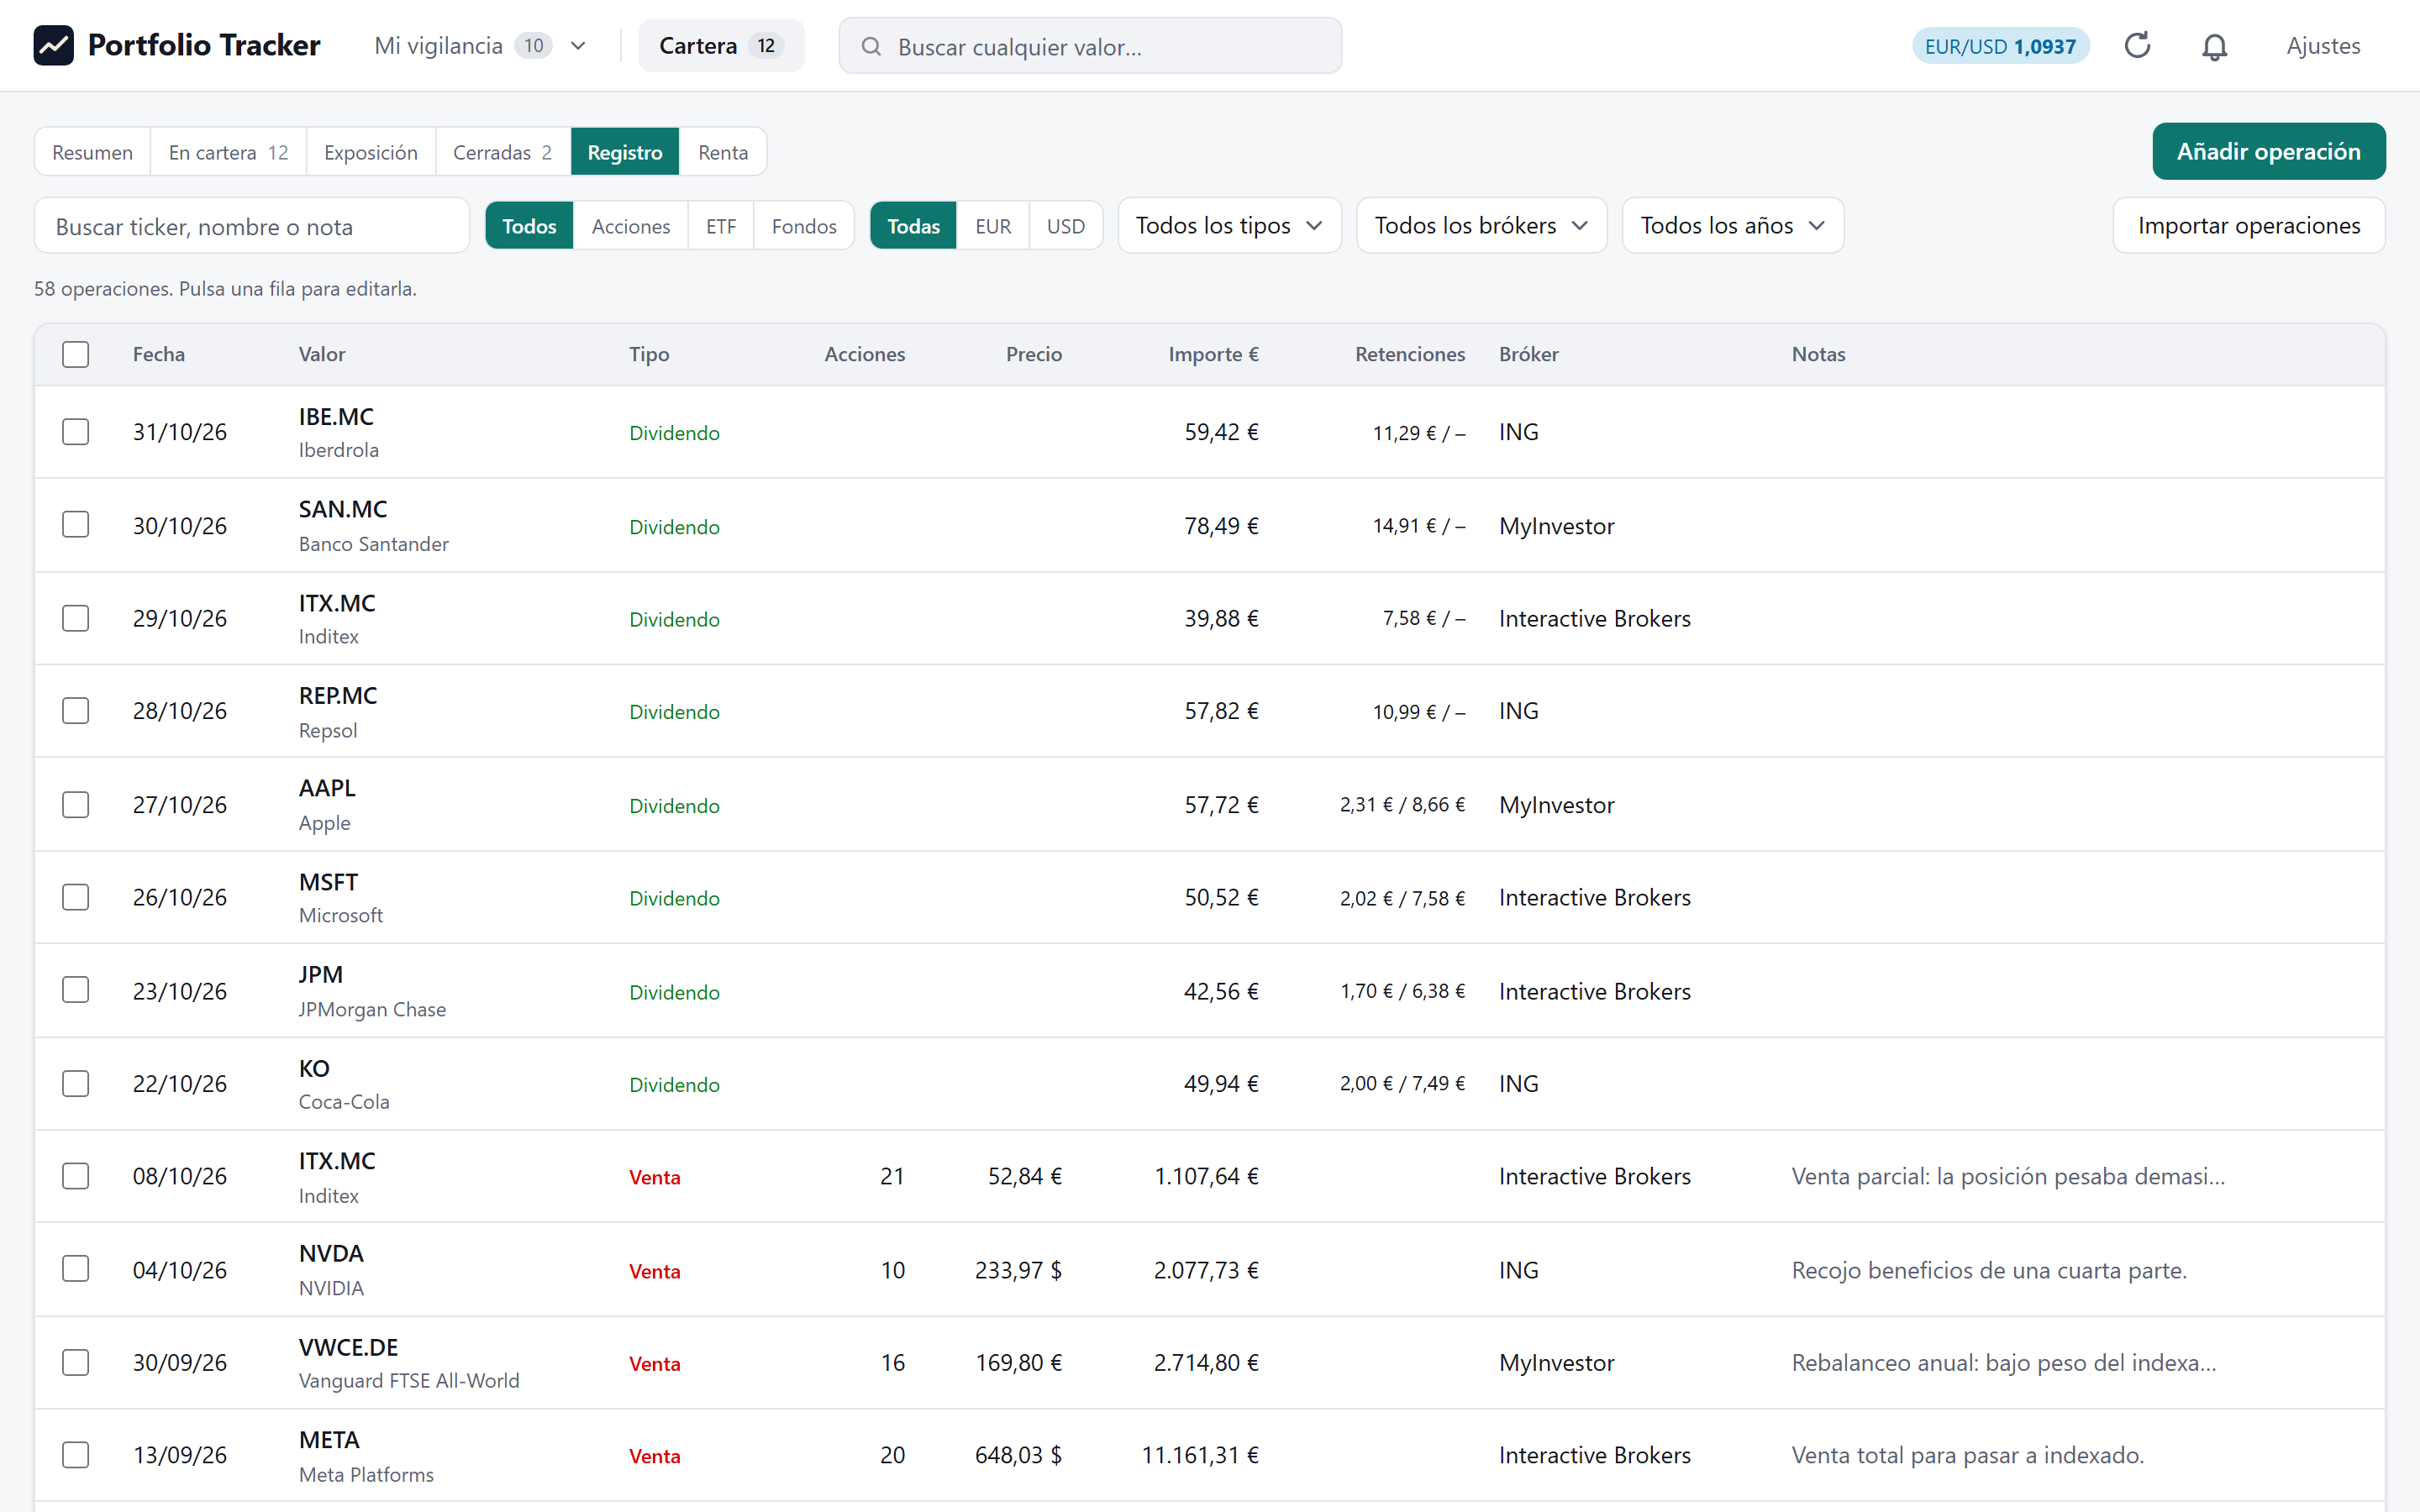 Portfolio Tracker Mi vigilancia 10 Cartera 12 Buscar cualquier valor... EUR/USD 1,0937 Ajustes
Resumen En cartera 12 Exposición Cerradas 2 Registro Renta Añadir operación
Buscar ticker, nombre o nota Todos Acciones ETF Fondos Todas EUR USD Todos los tipos Todos los brókers Todos los años Importar operaciones
58 operaciones. Pulsa una fila para editarla.
Fecha Valor Tipo Acciones Precio Importe € Retenciones Bróker Notas
31/10/26 IBE.MC Dividendo 59,42 € 11,29 € / – ING
Iberdrola
30/10/26 SAN.MC Dividendo 78,49 € 14,91 € / – MyInvestor
Banco Santander
29/10/26 ITX.MC Dividendo 39,88 € 7,58 € / – Interactive Brokers
Inditex
28/10/26 REP.MC Dividendo 57,82 € 10,99 € / – ING
Repsol
27/10/26 AAPL Dividendo 57,72 € 2,31 € / 8,66 € MyInvestor
Apple
26/10/26 MSFT Dividendo 50,52 € 2,02 € / 7,58 € Interactive Brokers
Microsoft
23/10/26 JPM Dividendo 42,56 € 1,70 € / 6,38 € Interactive Brokers
JPMorgan Chase
22/10/26 KO Dividendo 49,94 € 2,00 € / 7,49 € ING
Coca-Cola
08/10/26 ITX.MC Venta 21 52,84 € 1.107,64 € Interactive Brokers Venta parcial: la posición pesaba demasi...
Inditex
04/10/26 NVDA Venta 10 233,97 $ 2.077,73 € ING Recojo beneficios de una cuarta parte.
NVIDIA
30/09/26 VWCE.DE Venta 16 169,80 € 2.714,80 € MyInvestor Rebalanceo anual: bajo peso del indexa...
Vanguard FTSE All-World
13/09/26 META Venta 20 648,03 $ 11.161,31 € Interactive Brokers Venta total para pasar a indexado.
Meta Platforms